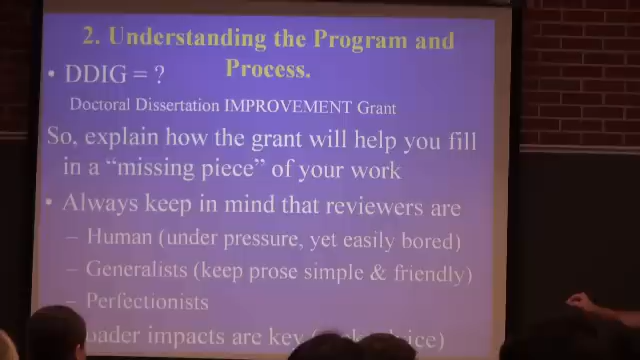 2. Understanding the Program and
Process.
• DDIG = ?
Doctoral Dissertation IMPROVEMENT Grant
So, explain how the grant will help you fill
in a “missing piece” of your work
• Always keep in mind that reviewers are
– Human (under pressure, yet easily bored)
– Generalists (keep prose simple & friendly)
– Perfectionists
impacts are key